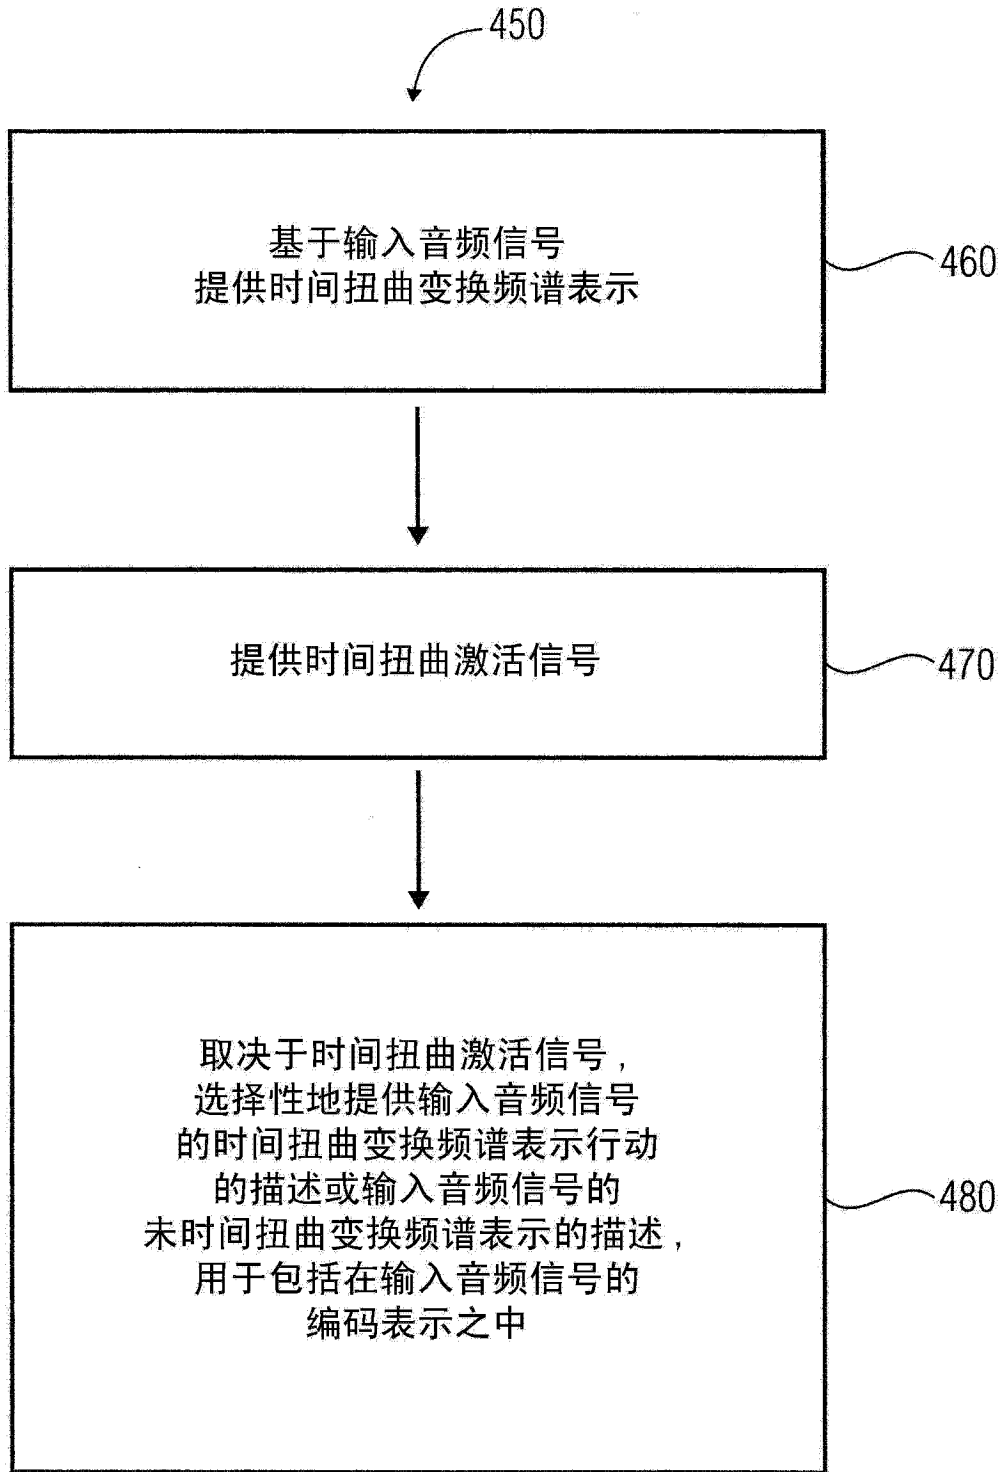 450
基于输入音频信号
提供时间扭曲变换频谱表示
460
提供时间扭曲激活信号
470
取决于时间扭曲激活信号,
选择性地提供输入音频信号
的时间扭曲变换频谱表示行动
的描述或输入音频信号的
未时间扭曲变换频谱表示的描述,
用于包括在输入音频信号的
编码表示之中
480